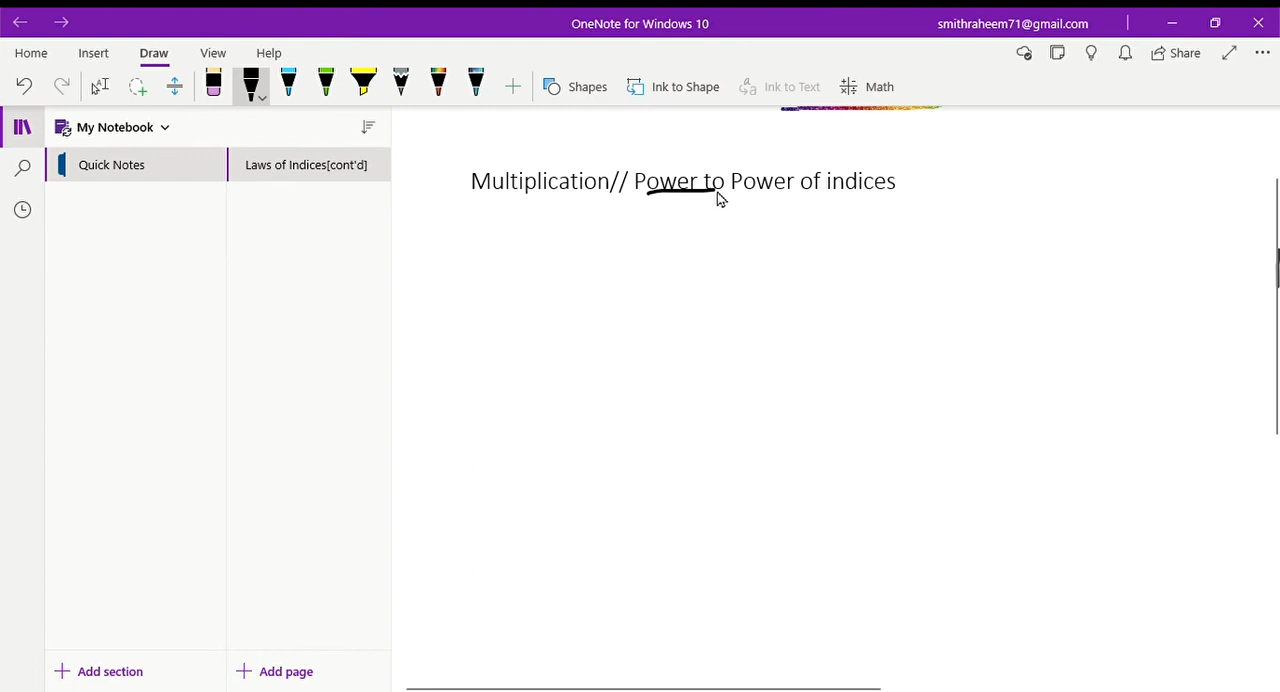 OneNote for Windows 10
smithraheem71@gmail.com
Home Insert Draw View Help
Share
Shapes Ink to Shape Ink to Text Math
My Notebook
Quick Notes
Laws of Indices[cont'd]
Multiplication// Power to Power of indices
Add section
Add page